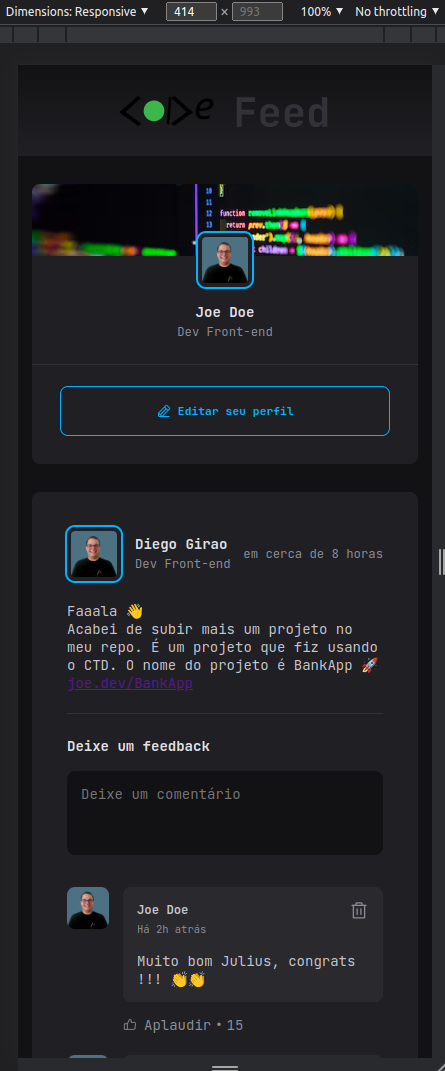 Dimensions: Responsive ▼ 414 × 993 100% ▼ No throttling ▼
<●D>e Feed
10
11
12 function
13 return prev.then(
children
Joe Doe
Dev Front-end
Editar seu perfil
Diego Girao
Dev Front-end
em cerca de 8 horas
Faaala 👋
Acabei de subir mais um projeto no
meu repo. É um projeto que fiz usando
o CTD. O nome do projeto é BankApp 🚀
joe.dev/BankApp
Deixe um feedback
Deixe um comentário
Joe Doe
Há 2h atrás
Muito bom Julius, congrats
!!! 👏👏
Aplaudir • 15